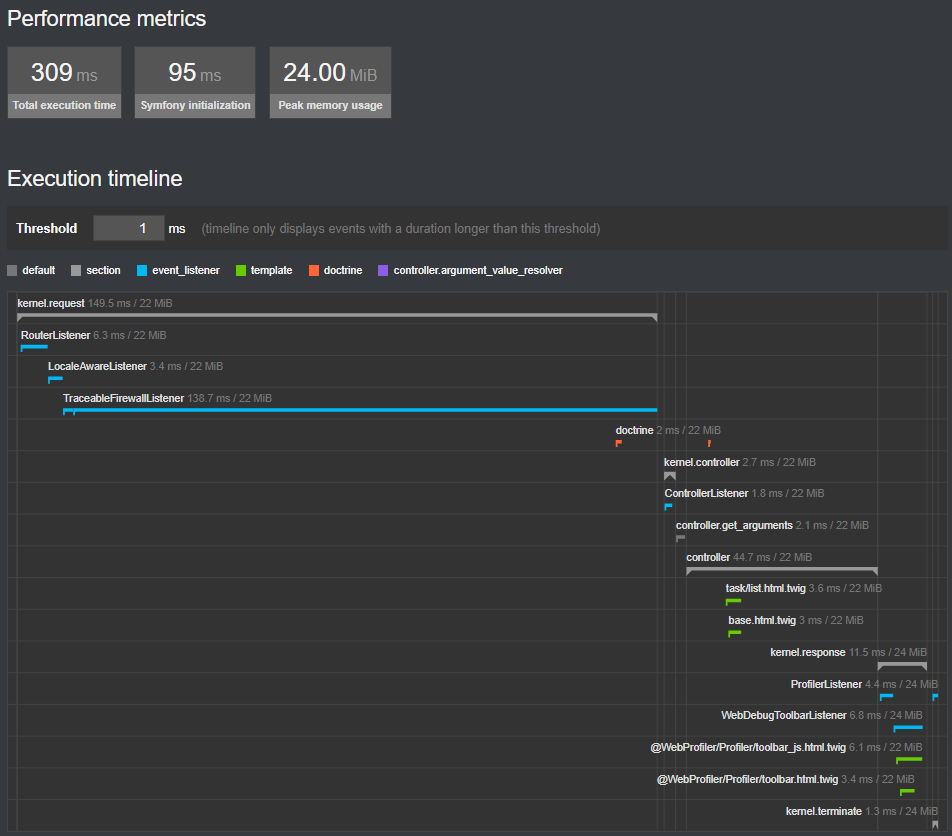 Performance metrics
309 ms 95 ms 24.00 MiB
Total execution time Symfony initialization Peak memory usage
Execution timeline
Threshold 1 ms (timeline only displays events with a duration longer than this threshold)
default section event_listener template doctrine controller.argument_value_resolver
kernel.request 149.5 ms / 22 MiB
RouterListener 6.3 ms / 22 MiB
LocaleAwareListener 3.4 ms / 22 MiB
TraceableFirewallListener 138.7 ms / 22 MiB
doctrine 2 ms / 22 MiB
kernel.controller 2.7 ms / 22 MiB
ControllerListener 1.8 ms / 22 MiB
controller.get_arguments 2.1 ms / 22 MiB
controller 44.7 ms / 22 MiB
task/list.html.twig 3.6 ms / 22 MiB
base.html.twig 3 ms / 22 MiB
kernel.response 11.5 ms / 24 MiB
ProfilerListener 4.4 ms / 24 MiB
WebDebugToolbarListener 6.8 ms / 24 MiB
@WebProfiler/Profiler/toolbar_js.html.twig 6.1 ms / 22 MiB
@WebProfiler/Profiler/toolbar.html.twig 3.4 ms / 22 MiB
kernel.terminate 1.3 ms / 24 MiB